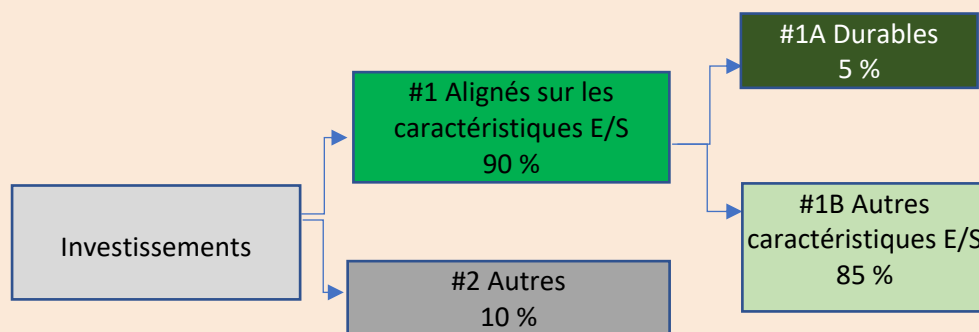 #1A Durables
5 %
#1 Alignés sur les
caractéristiques E/S
90 %
#1B Autres
caractéristiques E/S
85 %
Investissements
#2 Autres
10 %